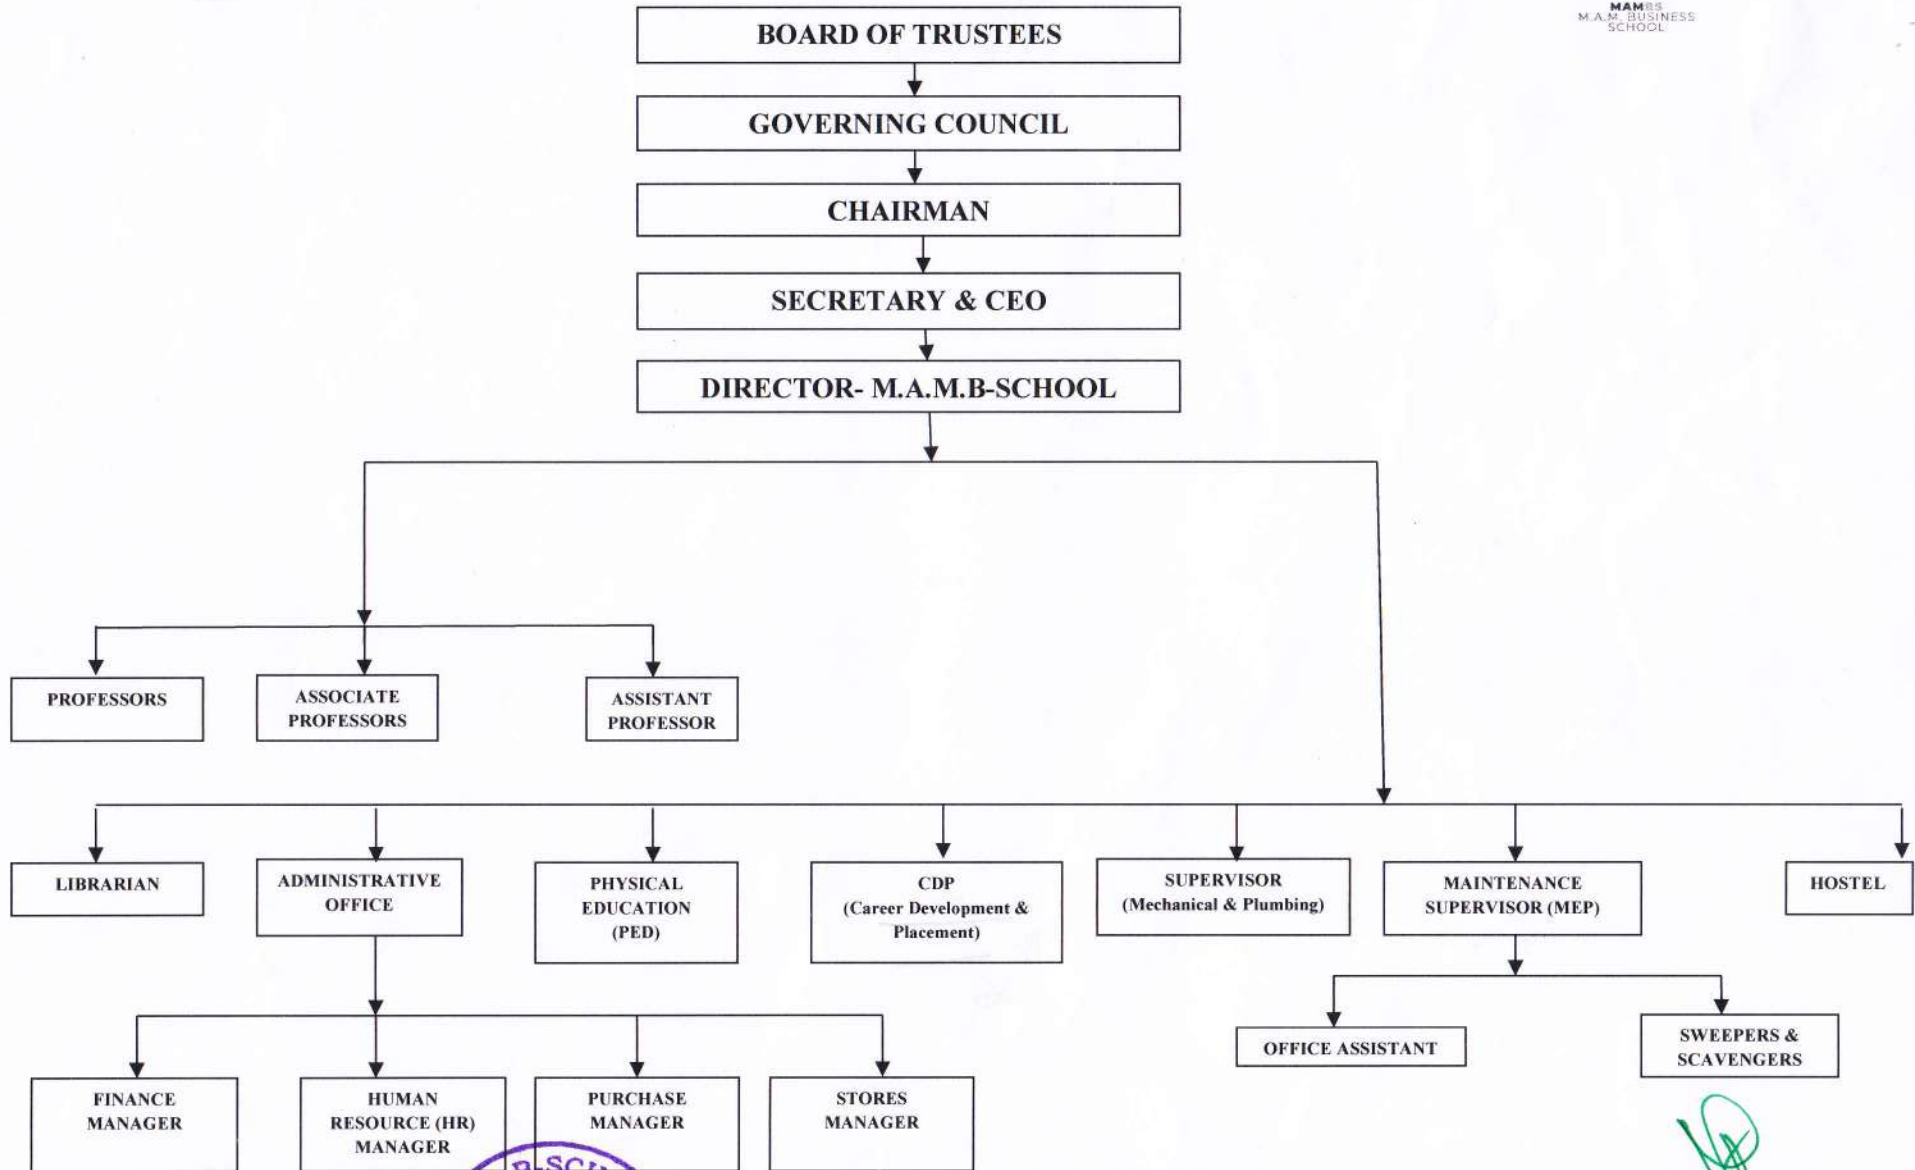 MAMBS
M.A.M. BUSINESS
SCHOOL
BOARD OF TRUSTEES
GOVERNING COUNCIL
CHAIRMAN
SECRETARY & CEO
DIRECTOR- M.A.M.B-SCHOOL
PROFESSORS
ASSOCIATE
PROFESSORS
ASSISTANT
PROFESSOR
LIBRARIAN
ADMINISTRATIVE
OFFICE
PHYSICAL
EDUCATION
(PED)
CDP
(Career Development &
Placement)
SUPERVISOR
(Mechanical & Plumbing)
MAINTENANCE
SUPERVISOR (MEP)
HOSTEL
OFFICE ASSISTANT
SWEEPERS &
SCAVENGERS
FINANCE
MANAGER
HUMAN
RESOURCE (HR)
MANAGER
PURCHASE
MANAGER
STORES
MANAGER